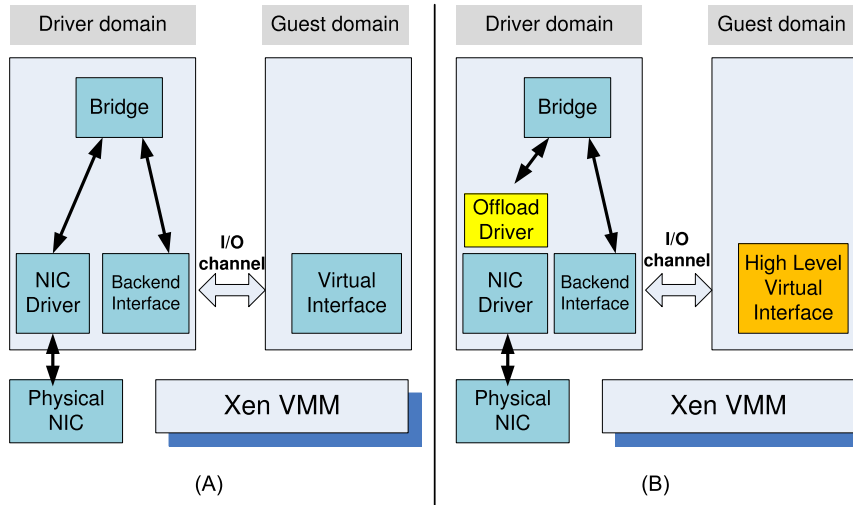 Driver domain
Guest domain
Bridge
I/O
channel
NIC
Driver
Backend
Interface
Virtual
Interface
Physical
NIC
Xen VMM
(A)
Driver domain
Guest domain
Bridge
Offload
Driver
I/O
channel
NIC
Driver
Backend
Interface
High Level
Virtual
Interface
Physical
NIC
Xen VMM
(B)